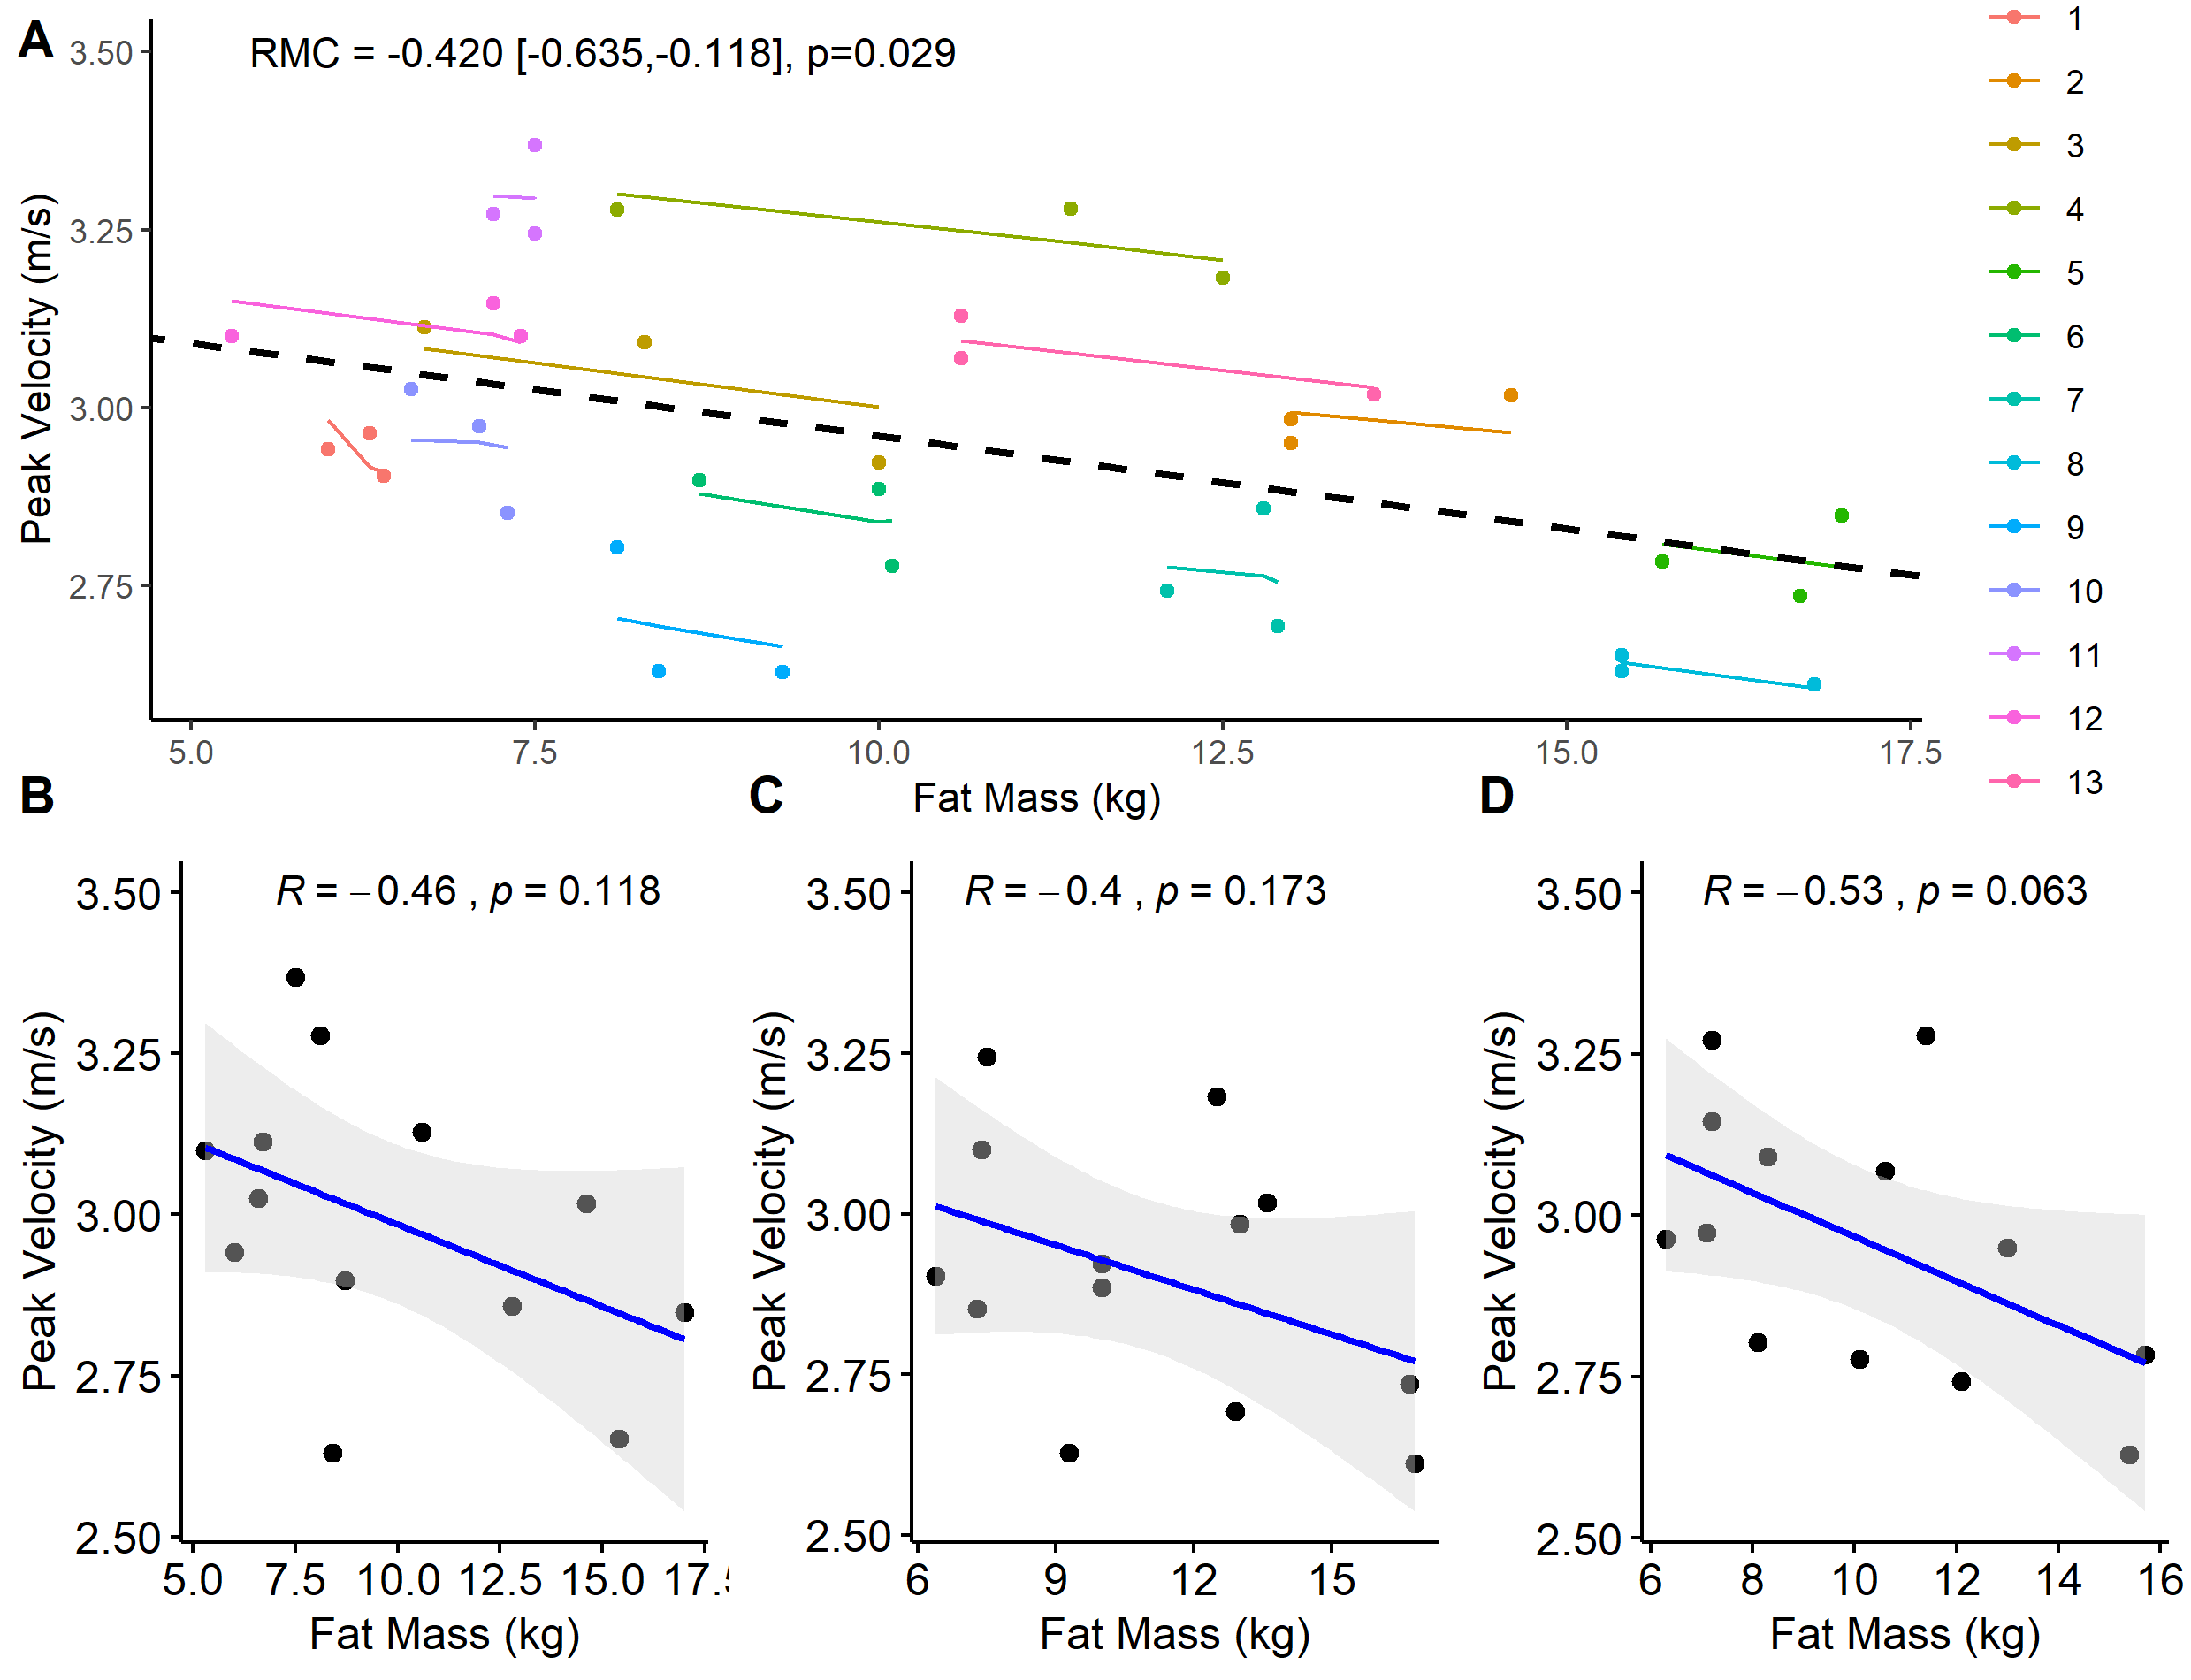 A
RMC = -0.420 [-0.635,-0.118], p=0.029
Peak Velocity (m/s)
3.50
3.25
3.00
2.75
5.0 7.5 10.0 12.5 15.0 17.5
Fat Mass (kg)
1
2
3
4
5
6
7
8
9
10
11
12
13
B
R = −0.46 , p = 0.118
Peak Velocity (m/s)
3.50
3.25
3.00
2.75
2.50
5.0 7.5 10.0 12.5 15.0 17.5
Fat Mass (kg)
C
R = −0.4 , p = 0.173
Peak Velocity (m/s)
3.50
3.25
3.00
2.75
2.50
6 9 12 15
Fat Mass (kg)
D
R = −0.53 , p = 0.063
Peak Velocity (m/s)
3.50
3.25
3.00
2.75
2.50
6 8 10 12 14 16
Fat Mass (kg)